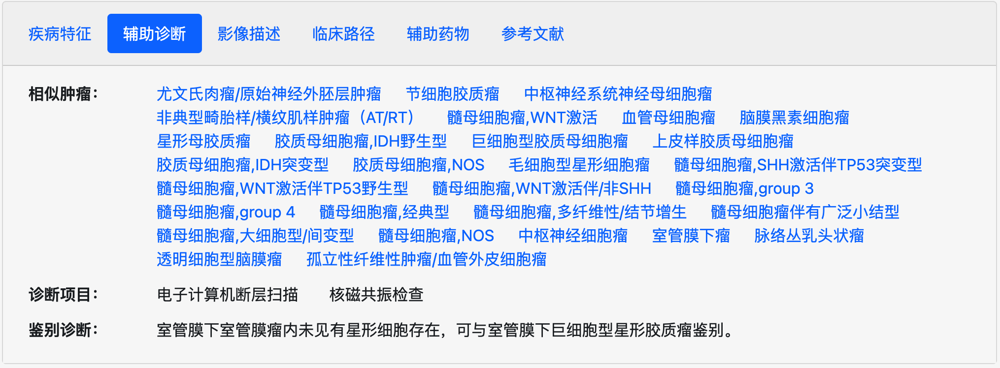 疾病特征 辅助诊断 影像描述 临床路径 辅助药物 参考文献
相似肿瘤： 尤文氏肉瘤/原始神经外胚层肿瘤 节细胞胶质瘤 中枢神经系统神经母细胞瘤
非典型畸胎样/横纹肌样肿瘤（AT/RT） 髓母细胞瘤,WNT激活 血管母细胞瘤 脑膜黑素细胞瘤
星形母胶质瘤 胶质母细胞瘤,IDH野生型 巨细胞型胶质母细胞瘤 上皮样胶质母细胞瘤
胶质母细胞瘤,IDH突变型 胶质母细胞瘤,NOS 毛细胞型星形细胞瘤 髓母细胞瘤,SHH激活伴TP53突变型
髓母细胞瘤,WNT激活伴TP53野生型 髓母细胞瘤,WNT激活伴/非SHH 髓母细胞瘤,group 3
髓母细胞瘤,group 4 髓母细胞瘤,经典型 髓母细胞瘤,多纤维性/结节增生 髓母细胞瘤伴有广泛小结型
髓母细胞瘤,大细胞型/间变型 髓母细胞瘤,NOS 中枢神经细胞瘤 室管膜下瘤 脉络丛乳头状瘤
透明细胞型脑膜瘤 孤立性纤维性肿瘤/血管外皮细胞瘤
诊断项目： 电子计算机断层扫描 核磁共振检查
鉴别诊断： 室管膜下室管膜瘤内未见有星形细胞存在，可与室管膜下巨细胞型星形胶质瘤鉴别。